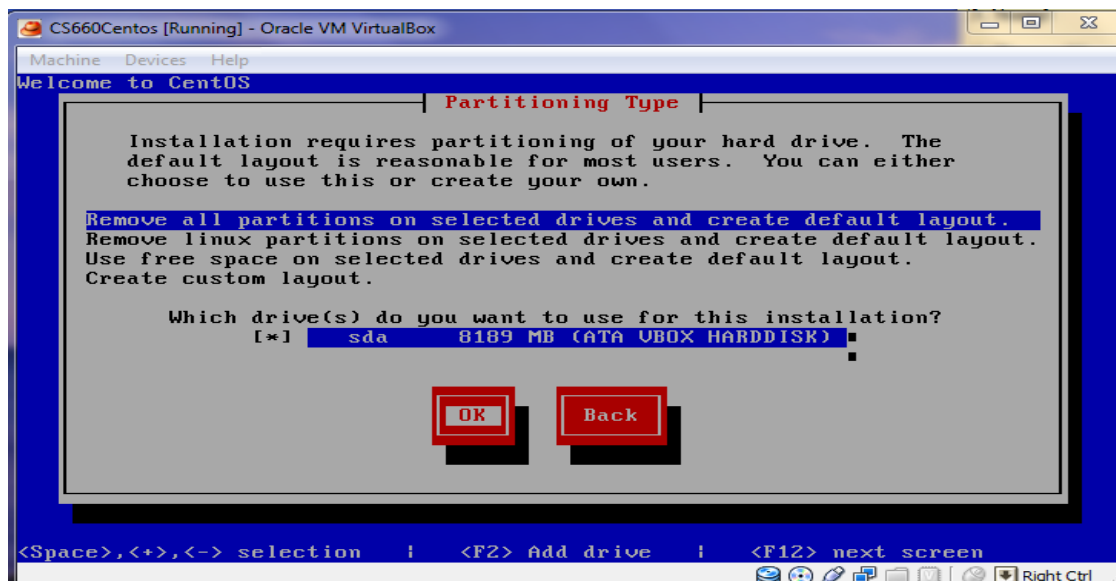 CS660Centos [Running] - Oracle VM VirtualBox
Machine Devices Help
Welcome to CentOS
Partitioning Type
Installation requires partitioning of your hard drive. The
default layout is reasonable for most users. You can either
choose to use this or create your own.
Remove all partitions on selected drives and create default layout.
Remove linux partitions on selected drives and create default layout.
Use free space on selected drives and create default layout.
Create custom layout.
Which drive(s) do you want to use for this installation?
[*] sda 8189 MB (ATA VBOX HARDDISK)
OK Back
<Space>,<+>,<-> selection | <F2> Add drive | <F12> next screen
Right Ctrl